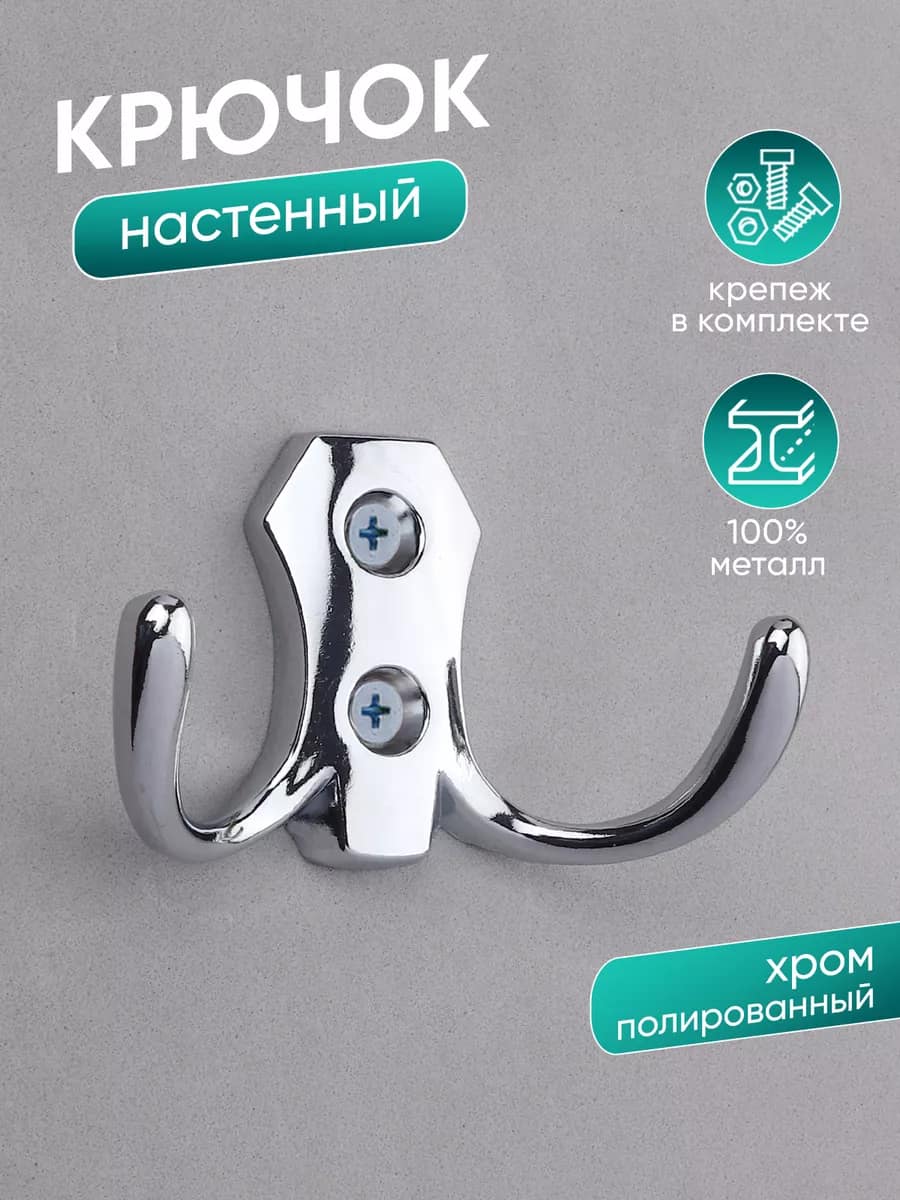 КРЮЧОК
настенный
крепеж
в комплекте
100%
металл
хром
полированный